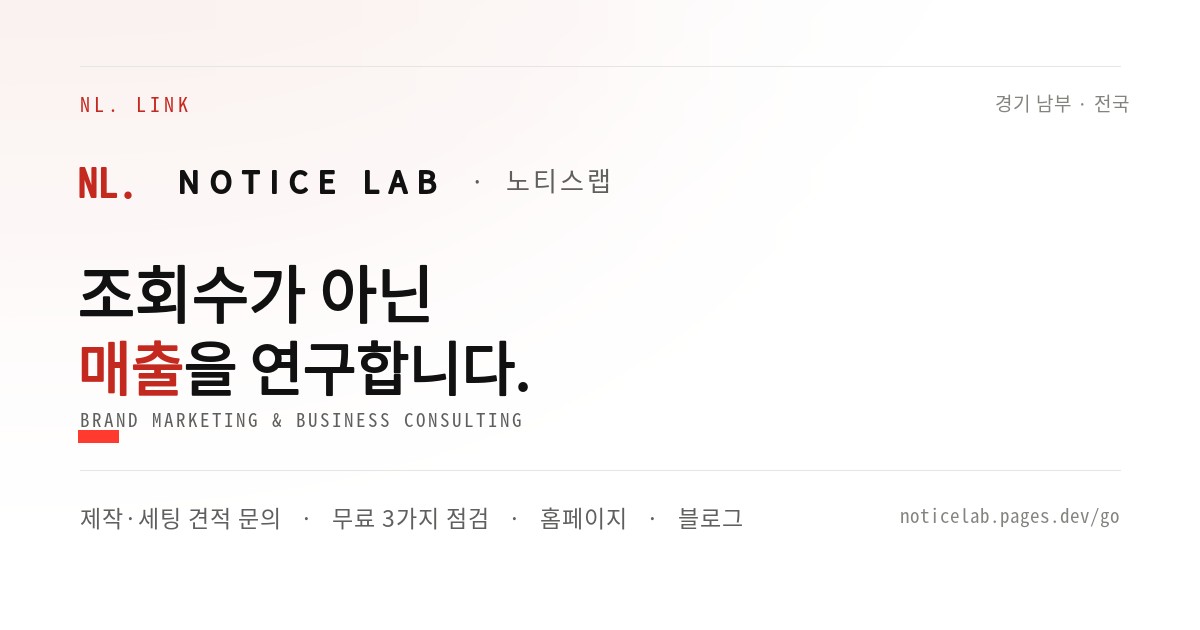 NL. LINK
경기 남부 · 전국
NL. NOTICE LAB · 노티스랩
조회수가 아닌
매출을 연구합니다.
BRAND MARKETING & BUSINESS CONSULTING
제작·세팅 견적 문의 · 무료 3가지 점검 · 홈페이지 · 블로그
noticelab.pages.dev/go